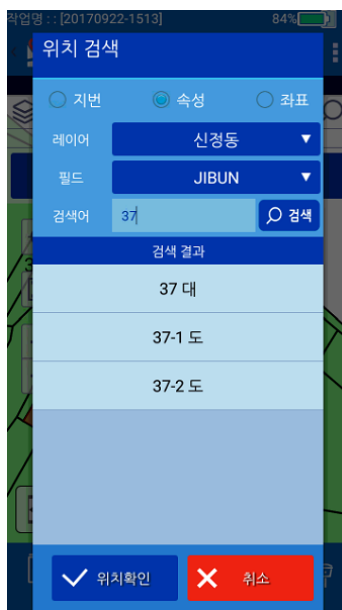 작업명 : : [20170922-1513] 84%
위치 검색
지번 속성 좌표
레이어 신정동
필드 JIBUN
검색어 37 검색
검색 결과
37 대
37-1 도
37-2 도
위치확인 취소